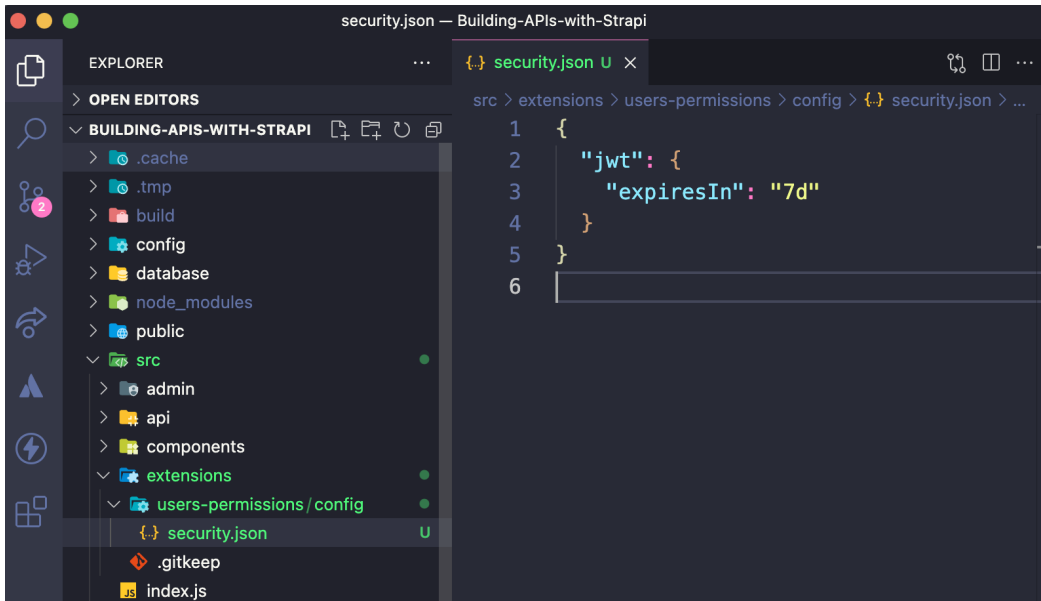 security.json — Building-APIs-with-Strapi
EXPLORER
...
OPEN EDITORS
BUILDING-APIS-WITH-STRAPI
.cache
.tmp
build
config
database
node_modules
public
src
admin
api
components
extensions
users-permissions/config
{..} security.json U
.gitkeep
JS index.js
2
{..} security.json U
...
src > extensions > users-permissions > config > {..} security.json > ...
1 {
2 "jwt": {
3 "expiresIn": "7d"
4 }
5 }
6